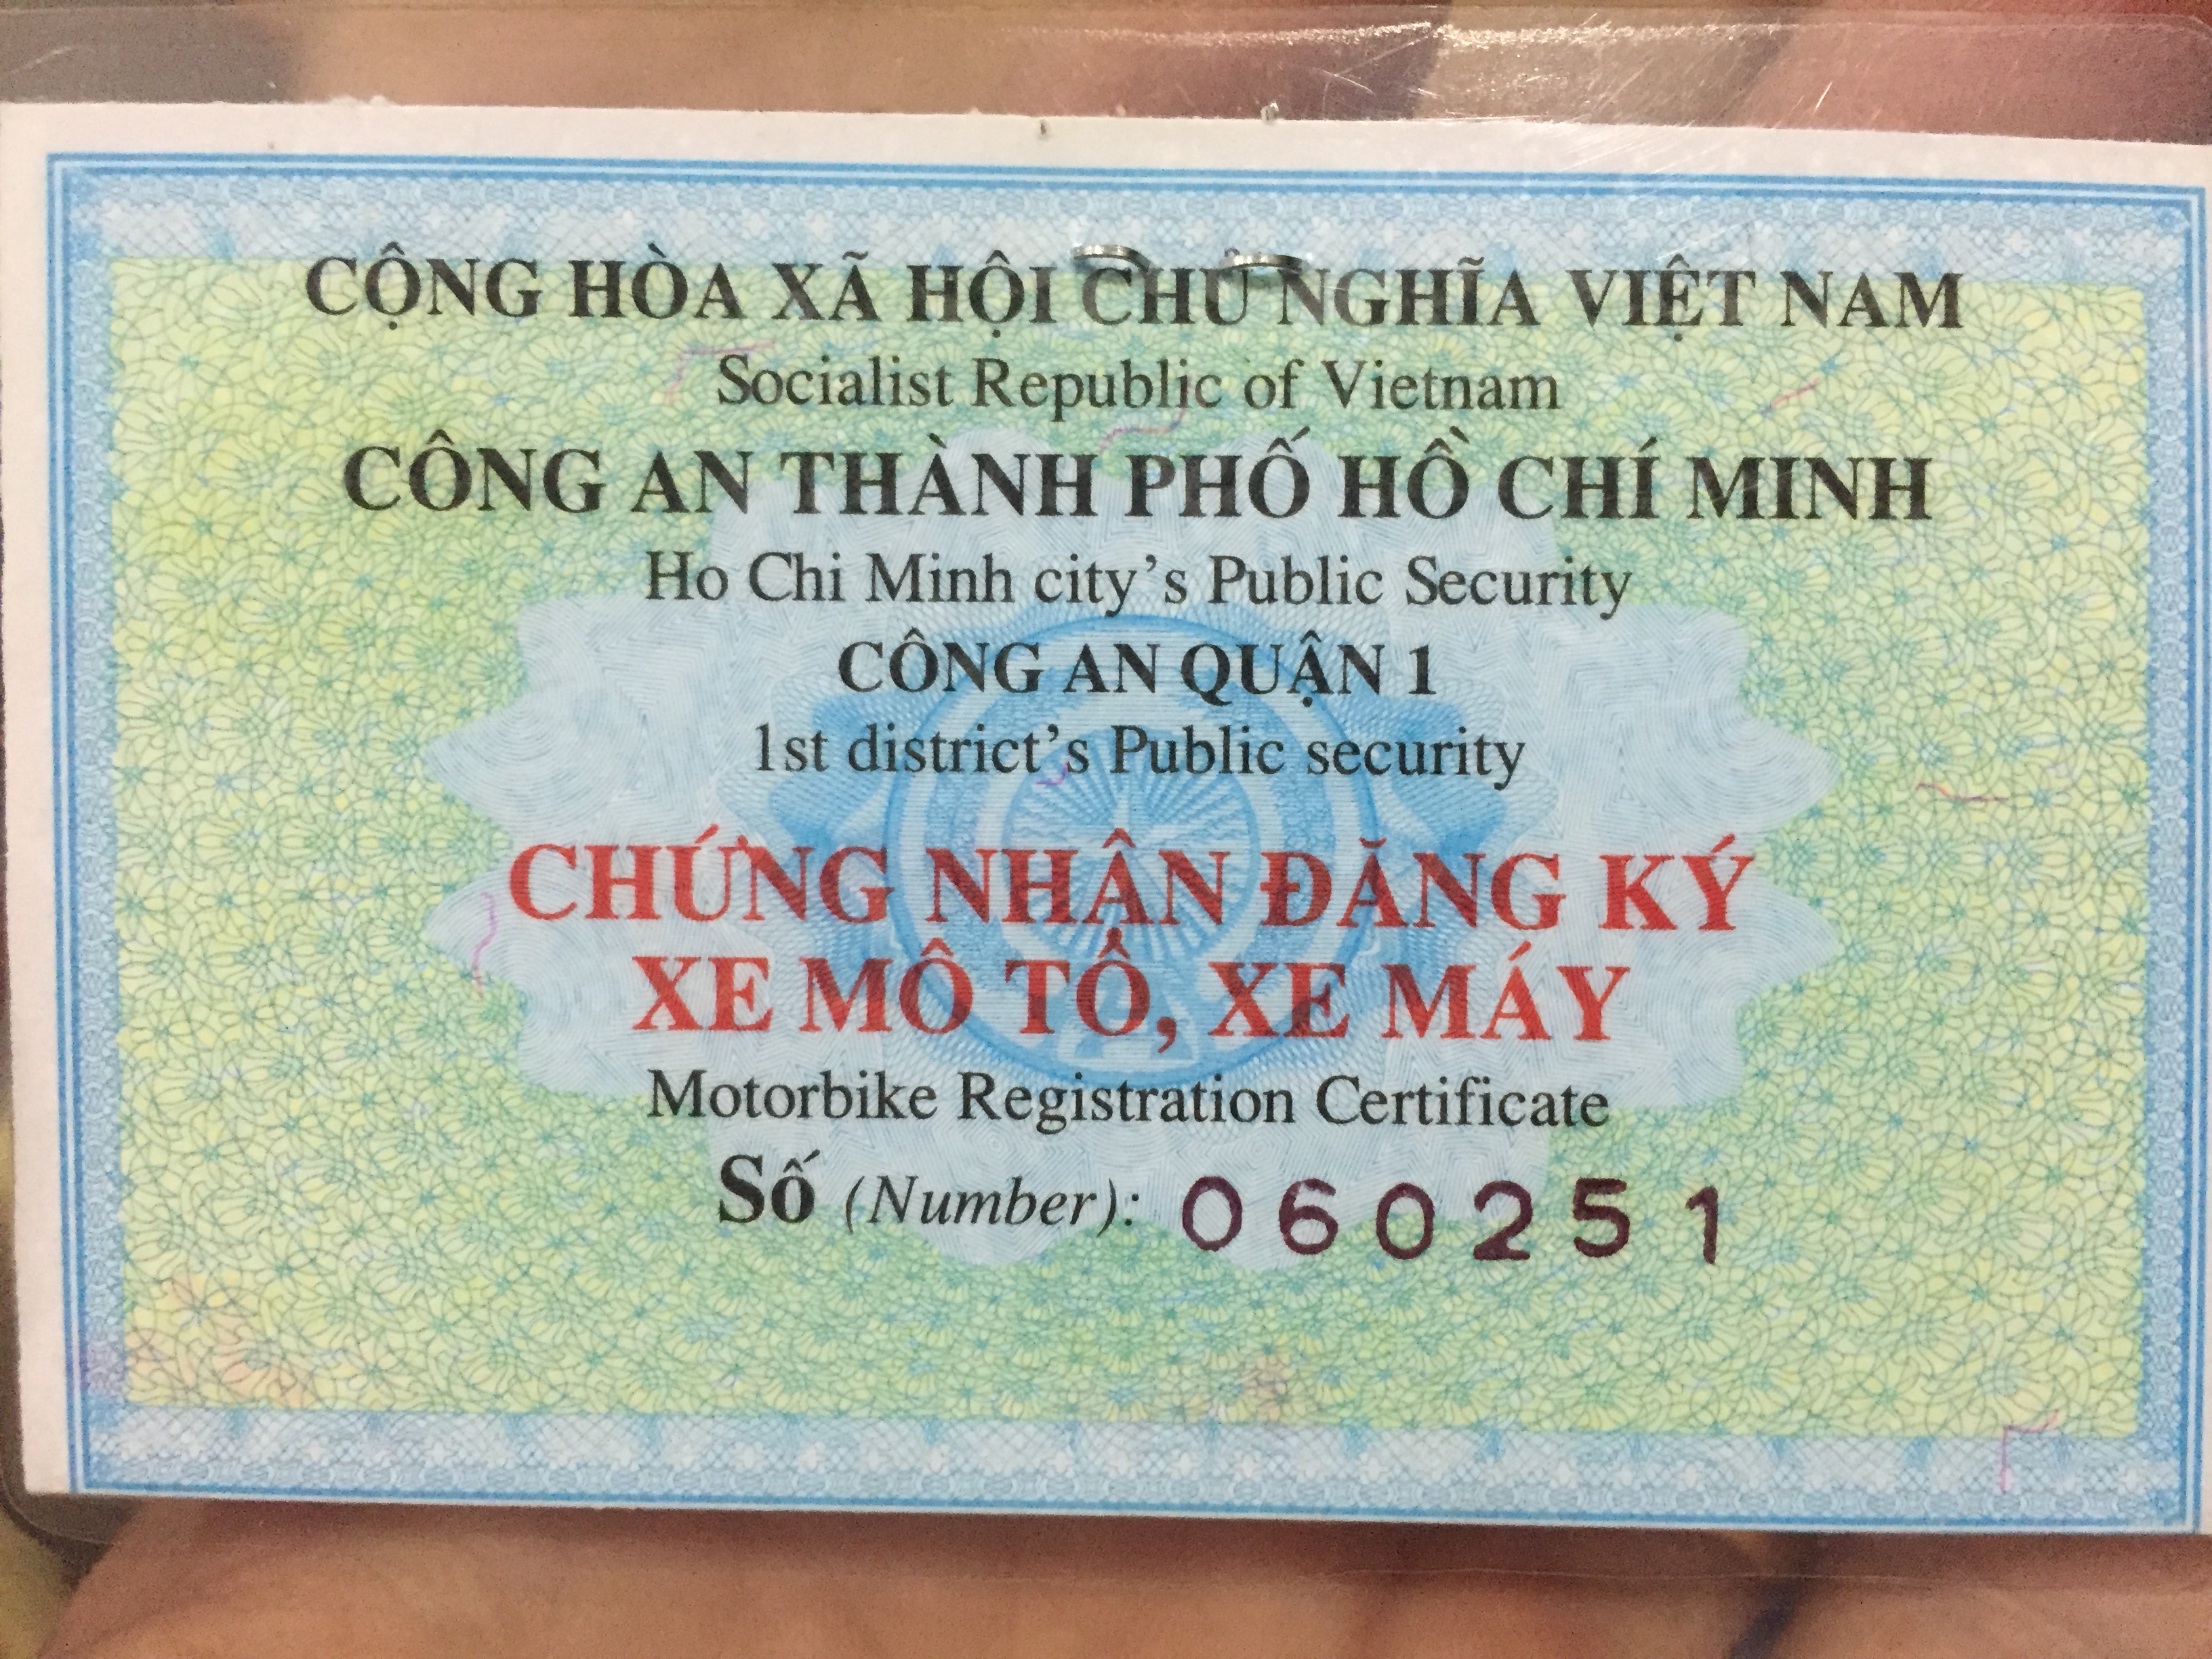 CỘNG HÒA XÃ HỘI CHỦ NGHĨA VIỆT NAM
Socialist Republic of Vietnam
CÔNG AN THÀNH PHỐ HỒ CHÍ MINH
Ho Chi Minh city's Public Security
CÔNG AN QUẬN 1
1st district's Public security
CHỨNG NHẬN ĐĂNG KÝ
XE MÔ TÔ, XE MÁY
Motorbike Registration Certificate
Số (Number): 060251